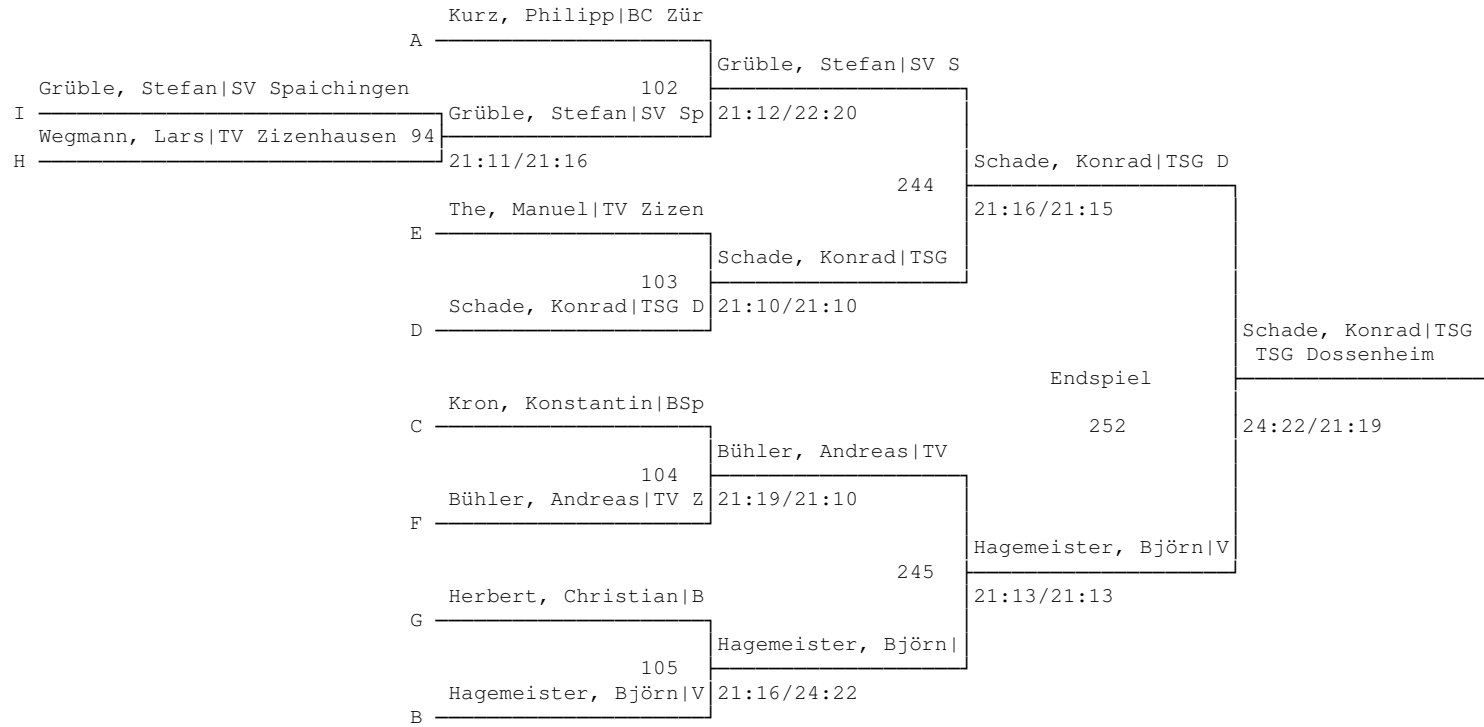 Kurz, Philipp|BC Zür
A
Grüble, Stefan|SV S
102
Grüble, Stefan|SV Spaichingen
I
Grüble, Stefan|SV Sp
21:12/22:20
Wegmann, Lars|TV Zizenhausen 94
H
21:11/21:16
Schade, Konrad|TSG D
244
The, Manuel|TV Zizen
21:16/21:15
E
Schade, Konrad|TSG
103
Schade, Konrad|TSG D
21:10/21:10
D
Schade, Konrad|TSG
TSG Dossenheim
Endspiel
Kron, Konstantin|BSp
C
252
24:22/21:19
Bühler, Andreas|TV
104
Bühler, Andreas|TV Z
21:19/21:10
F
Hagemeister, Björn|V
245
Herbert, Christian|B
21:13/21:13
G
Hagemeister, Björn|
105
Hagemeister, Björn|V
21:16/24:22
B